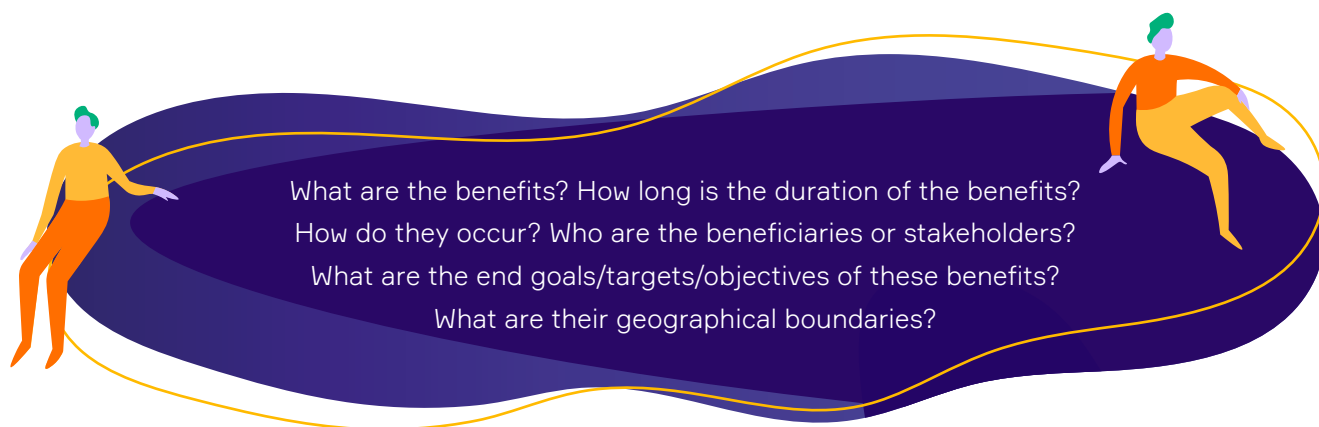 What are the benefits? How long is the duration of the benefits?
How do they occur? Who are the beneficiaries or stakeholders?
What are the end goals/targets/objectives of these benefits?
What are their geographical boundaries?